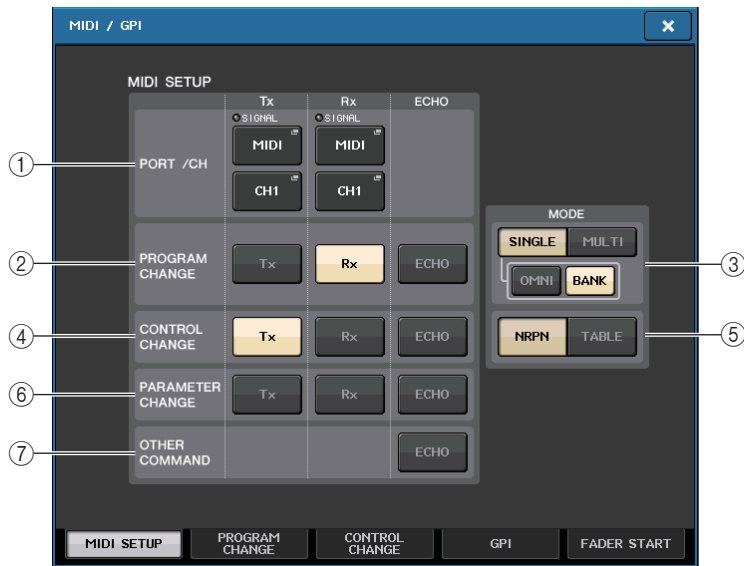 MIDI / GPI
MIDI SETUP
Tx Rx ECHO
SIGNAL SIGNAL
① PORT /CH MIDI MIDI
CH1 CH1
MODE
② PROGRAM CHANGE Tx Rx ECHO
SINGLE MULTI ③
OMNI BANK
④ CONTROL CHANGE Tx Rx ECHO
NRPN TABLE ⑤
⑥ PARAMETER CHANGE Tx Rx ECHO
⑦ OTHER COMMAND ECHO
MIDI SETUP PROGRAM CHANGE CONTROL CHANGE GPI FADER START